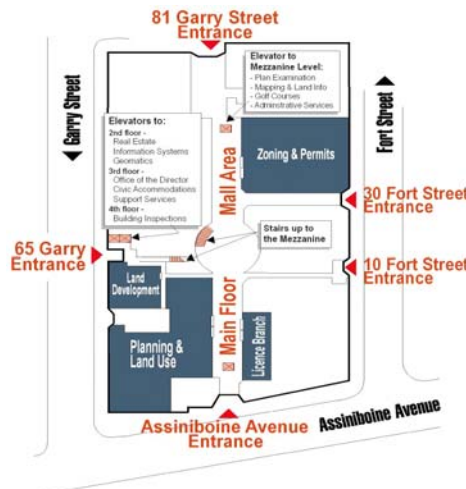 81 Garry Street
Entrance
Elevator to
Mezzanine Level:
- Plan Examination
- Mapping & Land Info
- Golf Courses
- Adminstrative Services
Garry Street
Fort Street
Elevators to:
2nd floor -
Real Estate
Information Systems
Geomatics
3rd floor -
Office of the Director
Civic Accommodations
Support Services
4th floor -
Building Inspections
Zoning & Permits
Mall Area
30 Fort Street
Entrance
Stairs up to
the Mezzanine
65 Garry
Entrance
10 Fort Street
Entrance
Land
Development
Main Floor
Planning &
Land Use
Licence Branch
Assiniboine Avenue
Entrance
Assiniboine Avenue